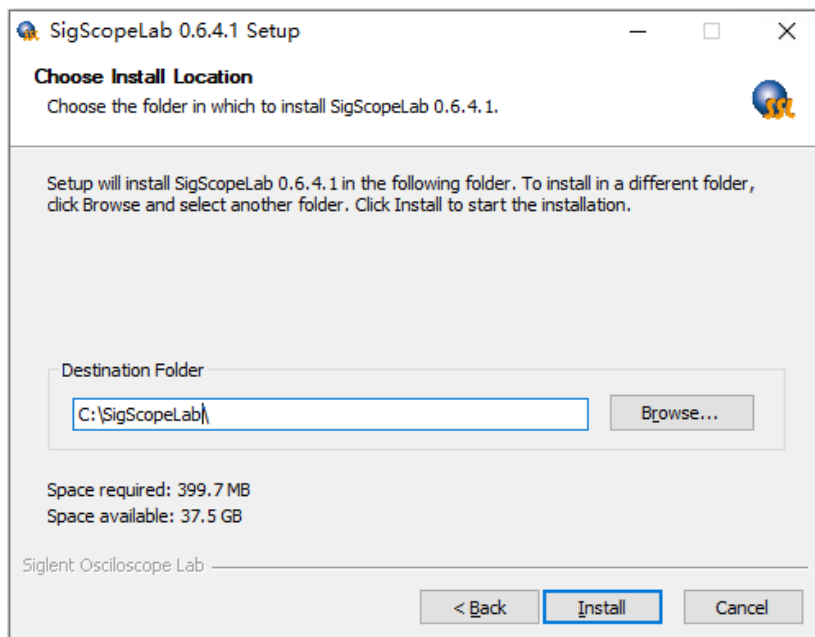 SigScopeLab 0.6.4.1 Setup
Choose Install Location
Choose the folder in which to install SigScopeLab 0.6.4.1.
SSL
Setup will install SigScopeLab 0.6.4.1 in the following folder. To install in a different folder,
click Browse and select another folder. Click Install to start the installation.
Destination Folder
C:\SigScopeLab\
Browse...
Space required: 399.7 MB
Space available: 37.5 GB
Siglent Osciloscope Lab
< Back
Install
Cancel